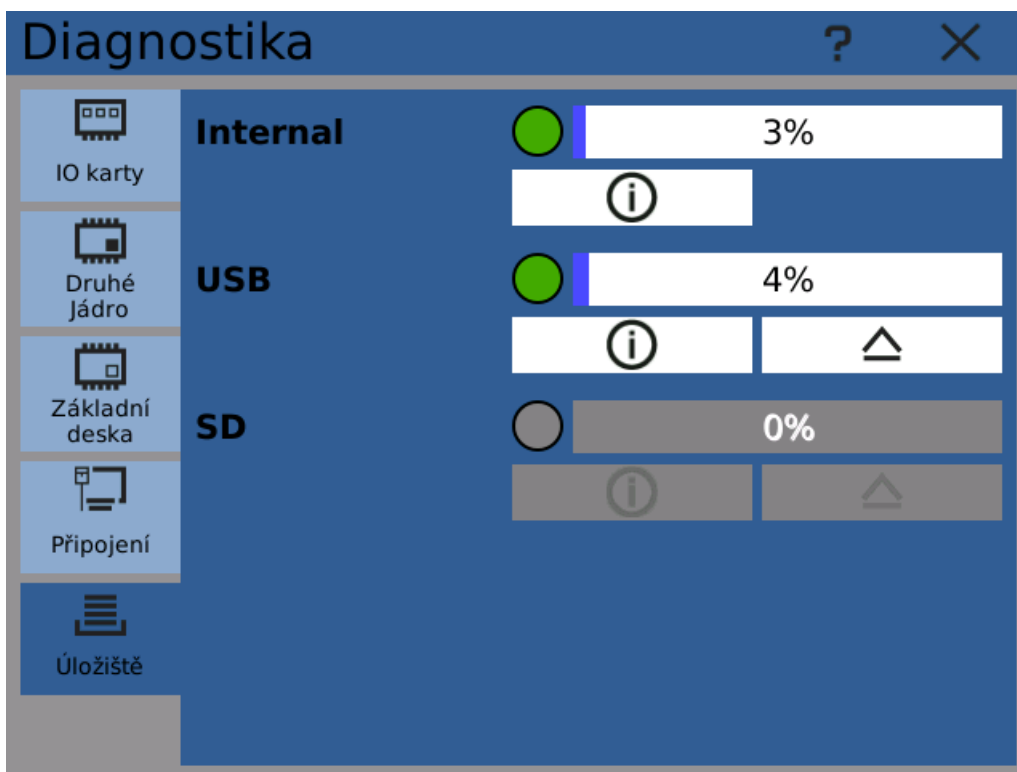 Diagnostika
?
IO karty
Druhé
Jádro
Základní
deska
Připojení
Úložiště
Internal
3%
USB
4%
SD
0%